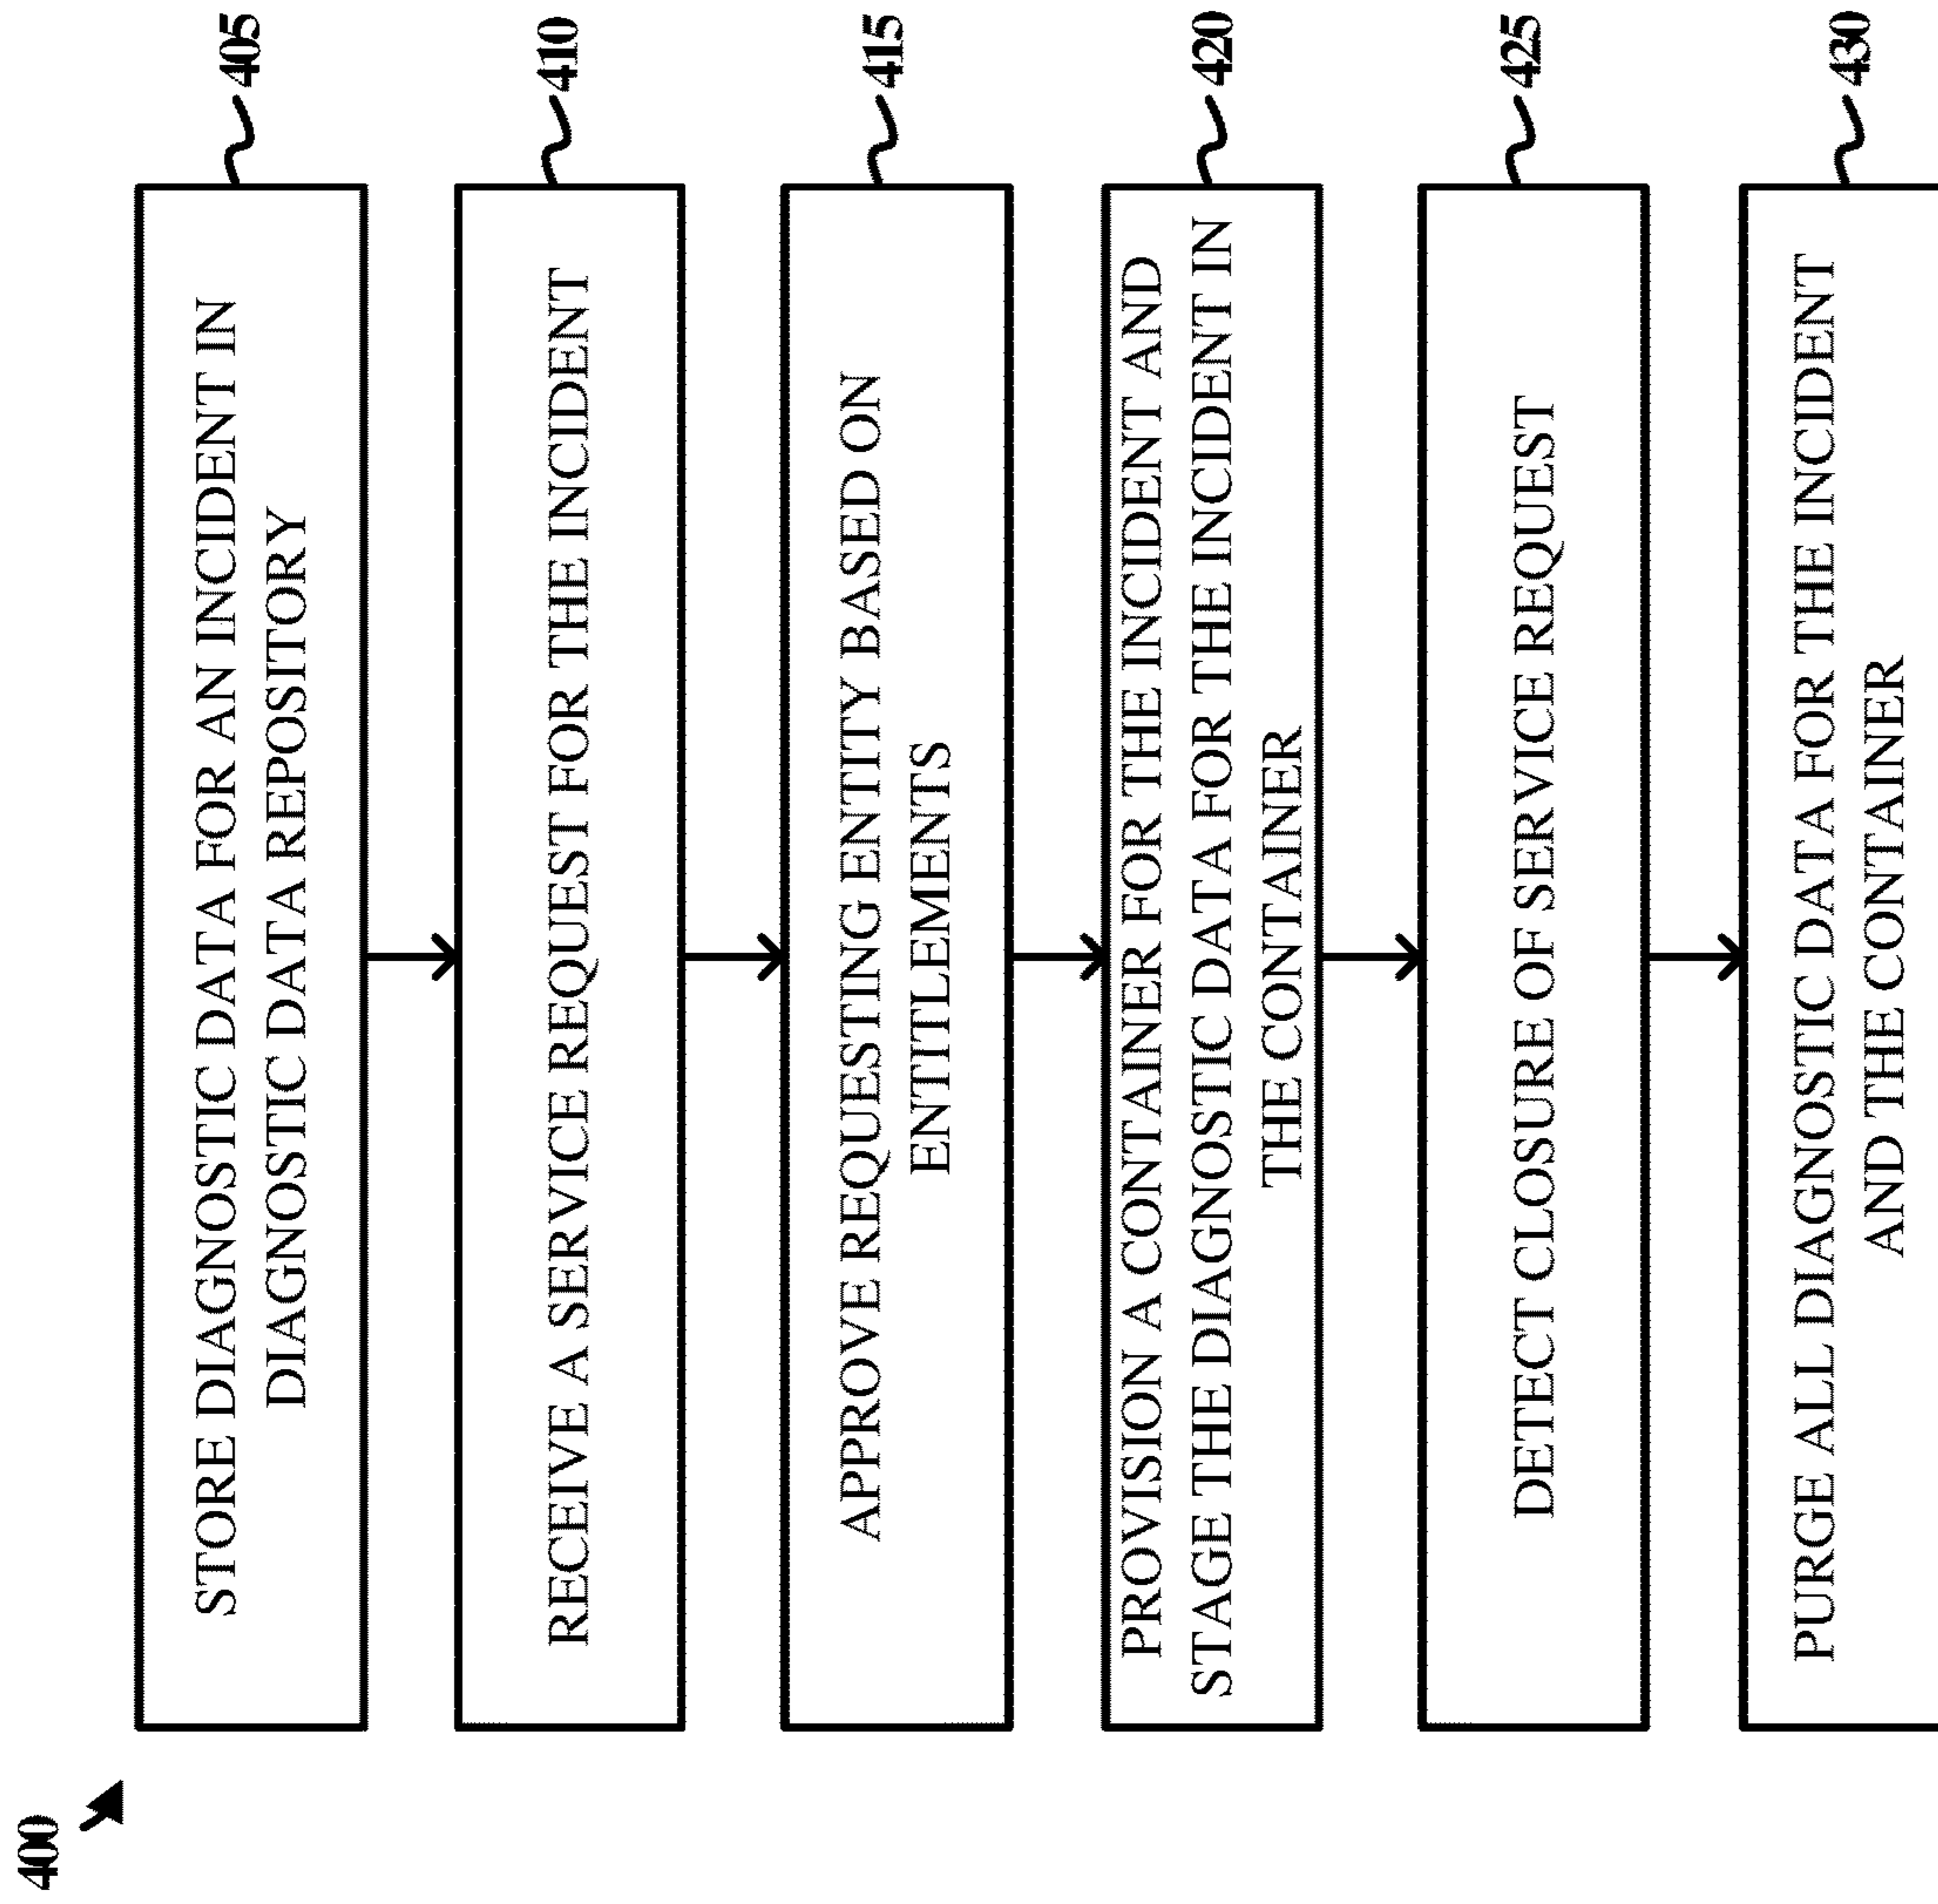 400
STORE DIAGNOSTIC DATA FOR AN INCIDENT IN
DIAGNOSTIC DATA REPOSITORY
405
RECEIVE A SERVICE REQUEST FOR THE INCIDENT
410
APPROVE REQUESTING ENTITY BASED ON
ENTITLEMENTS
415
PROVISION A CONTAINER FOR THE INCIDENT AND
STAGE THE DIAGNOSTIC DATA FOR THE INCIDENT IN
THE CONTAINER
420
DETECT CLOSURE OF SERVICE REQUEST
425
PURGE ALL DIAGNOSTIC DATA FOR THE INCIDENT
AND THE CONTAINER
430